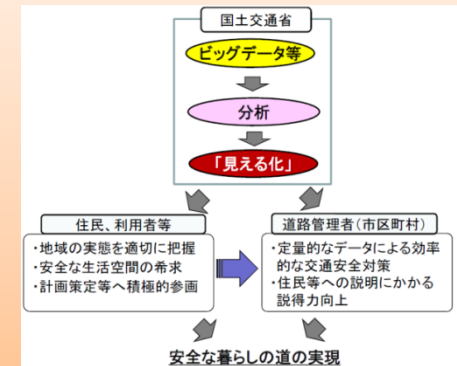 国土交通省
ビッグデータ等
分析
「見える化」
住民、利用者等
・地域の実態を適切に把握
・安全な生活空間の希求
・計画策定等へ積極的参画
道路管理者（市区町村）
・定量的なデータによる効率
的な交通安全対策
・住民等への説明にかかる
説得力向上
安全な暮らしの道の実現